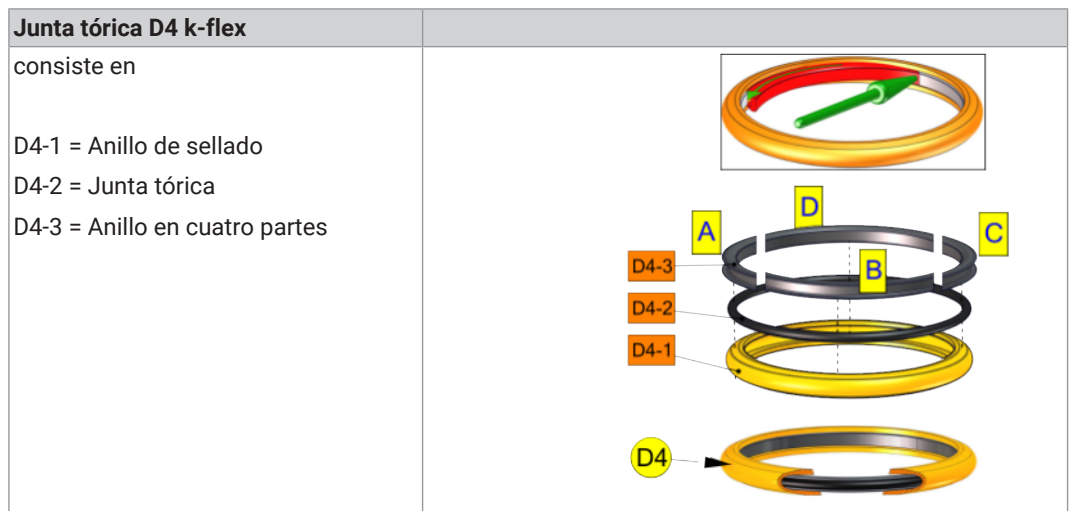 Junta tórica D4 k-flex
consiste en
D4-1 = Anillo de sellado
D4-2 = Junta tórica
D4-3 = Anillo en cuatro partes
D
A
C
B
D4-3
D4-2
D4-1
D4